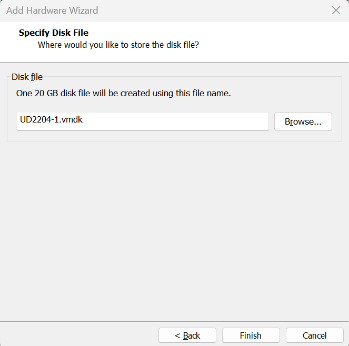 Add Hardware Wizard
Specify Disk File
Where would you like to store the disk file?
Disk file
One 20 GB disk file will be created using this file name.
UD2204-1.vmdk
Browse...
< Back
Finish
Cancel